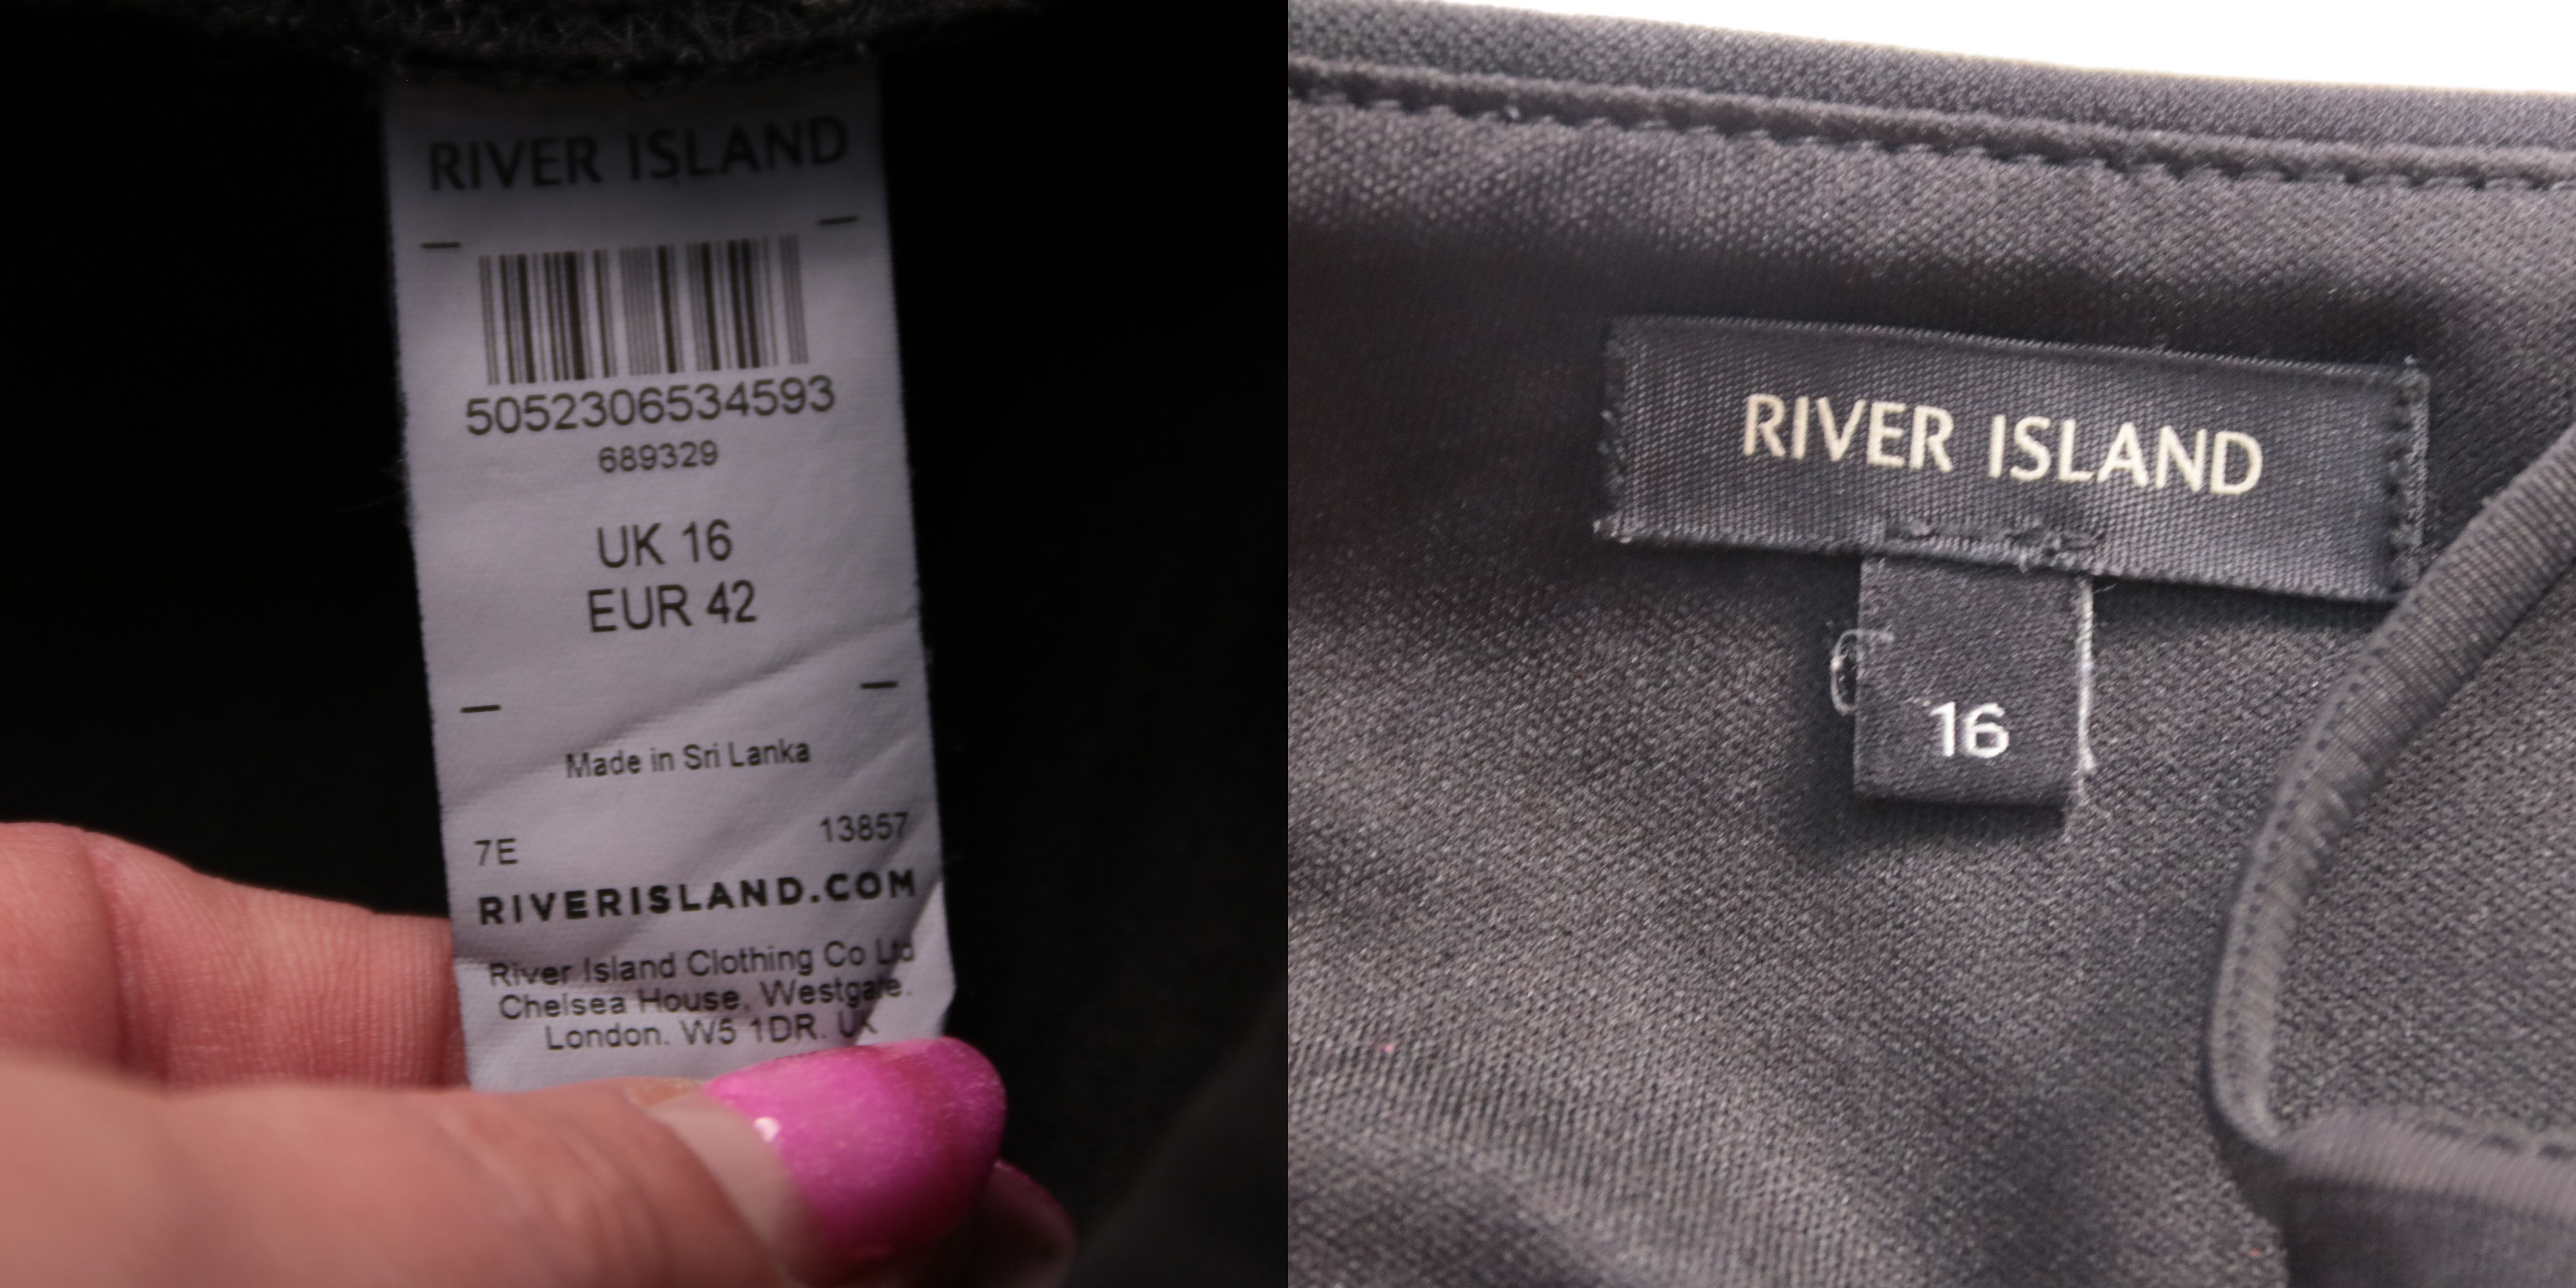 RIVER ISLAND
5052306534593
689329
UK 16
EUR 42
Made in Sri Lanka
7E 13857
RIVERISLAND.COM
River Island Clothing Co Ltd
Chelsea House, Westgate.
London. W5 1DR. UK
RIVER ISLAND
16